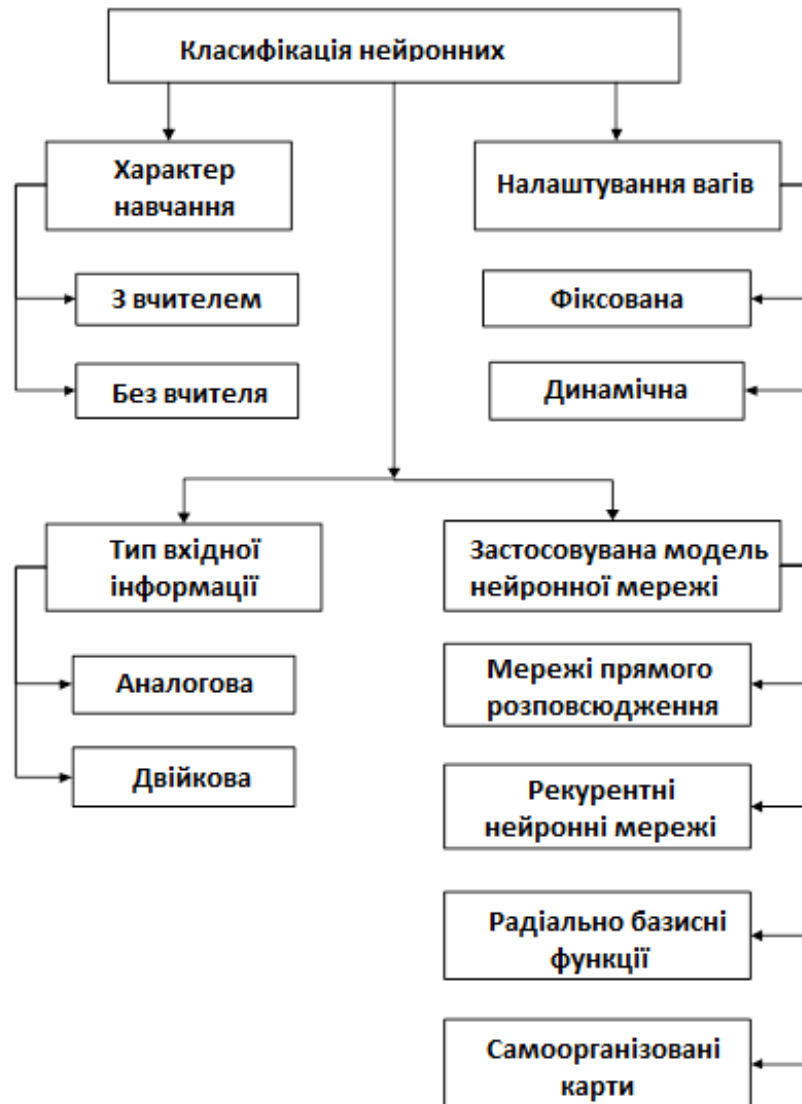 Класифікація нейронних
Характер
навчання
З вчителем
Без вчителя
Налаштування вагів
Фіксована
Динамічна
Тип вхідної
інформації
Аналогова
Двійкова
Застосовувана модель
нейронної мережі
Мережі прямого
розповсюдження
Рекурентні
нейронні мережі
Радіально базисні
функції
Самоорганізовані
карти